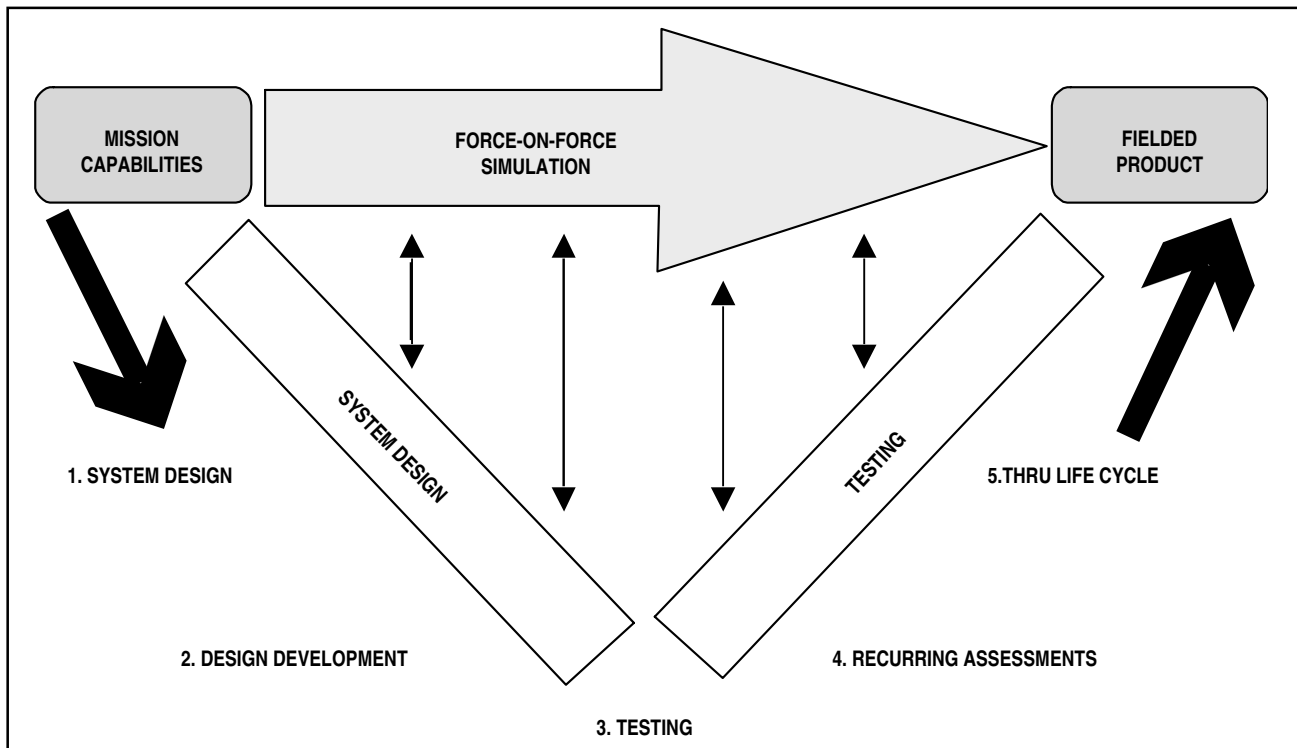 MISSION
CAPABILITIES
FORCE-ON-FORCE
SIMULATION
FIELDED
PRODUCT
SYSTEM DESIGN
TESTING
1. SYSTEM DESIGN
5.THRU LIFE CYCLE
2. DESIGN DEVELOPMENT
4. RECURRING ASSESSMENTS
3. TESTING